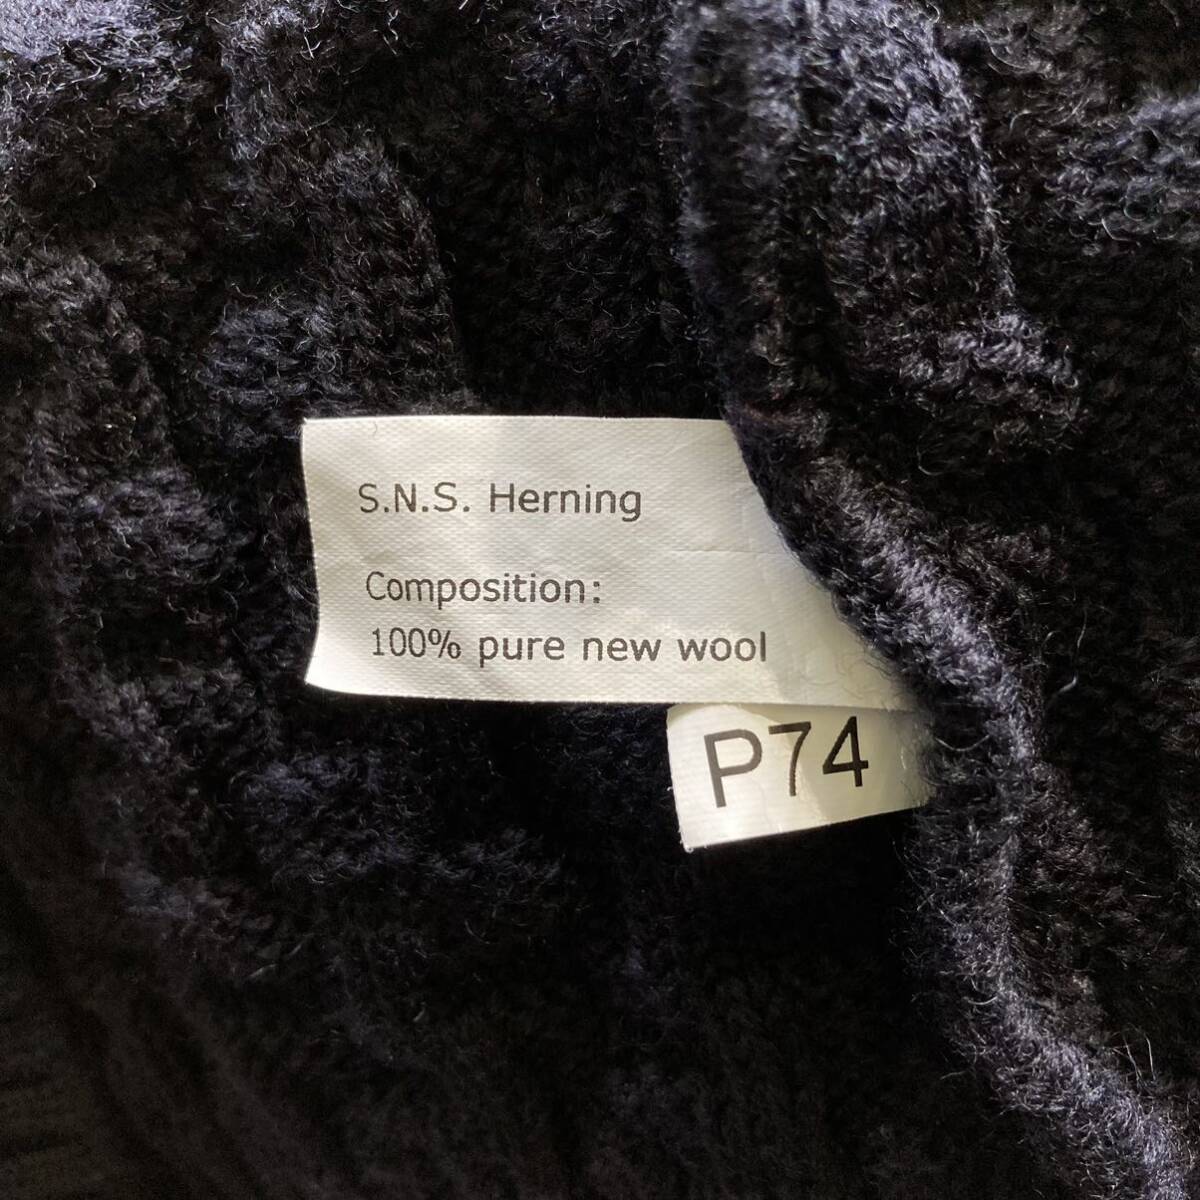 S.N.S. Herning
Composition:
100% pure new wool
P74